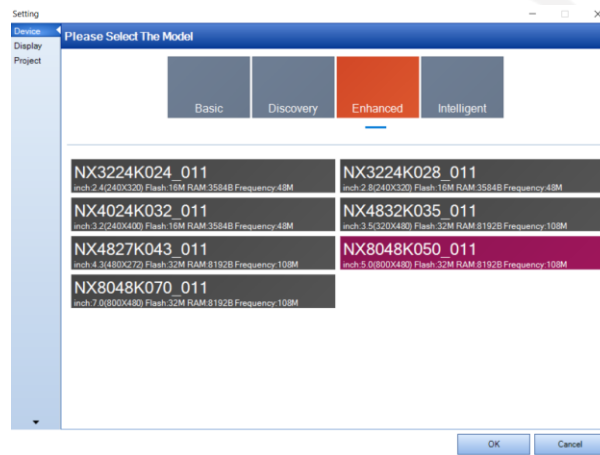 Setting
Device
Display
Project
Please Select The Model
Basic
Discovery
Enhanced
Intelligent
NX3224K024_011
inch:2.4(240X320) Flash:16M RAM:3584B Frequency:48M
NX3224K028_011
inch:2.8(240X320) Flash:16M RAM:3584B Frequency:48M
NX4024K032_011
inch:3.2(240X400) Flash:16M RAM:3584B Frequency:48M
NX4832K035_011
inch:3.5(320X480) Flash:32M RAM:8192B Frequency:108M
NX4827K043_011
inch:4.3(480X272) Flash:32M RAM:8192B Frequency:108M
NX8048K050_011
inch:5.0(800X480) Flash:32M RAM:8192B Frequency:108M
NX8048K070_011
inch:7.0(800X480) Flash:32M RAM:8192B Frequency:108M
OK
Cancel